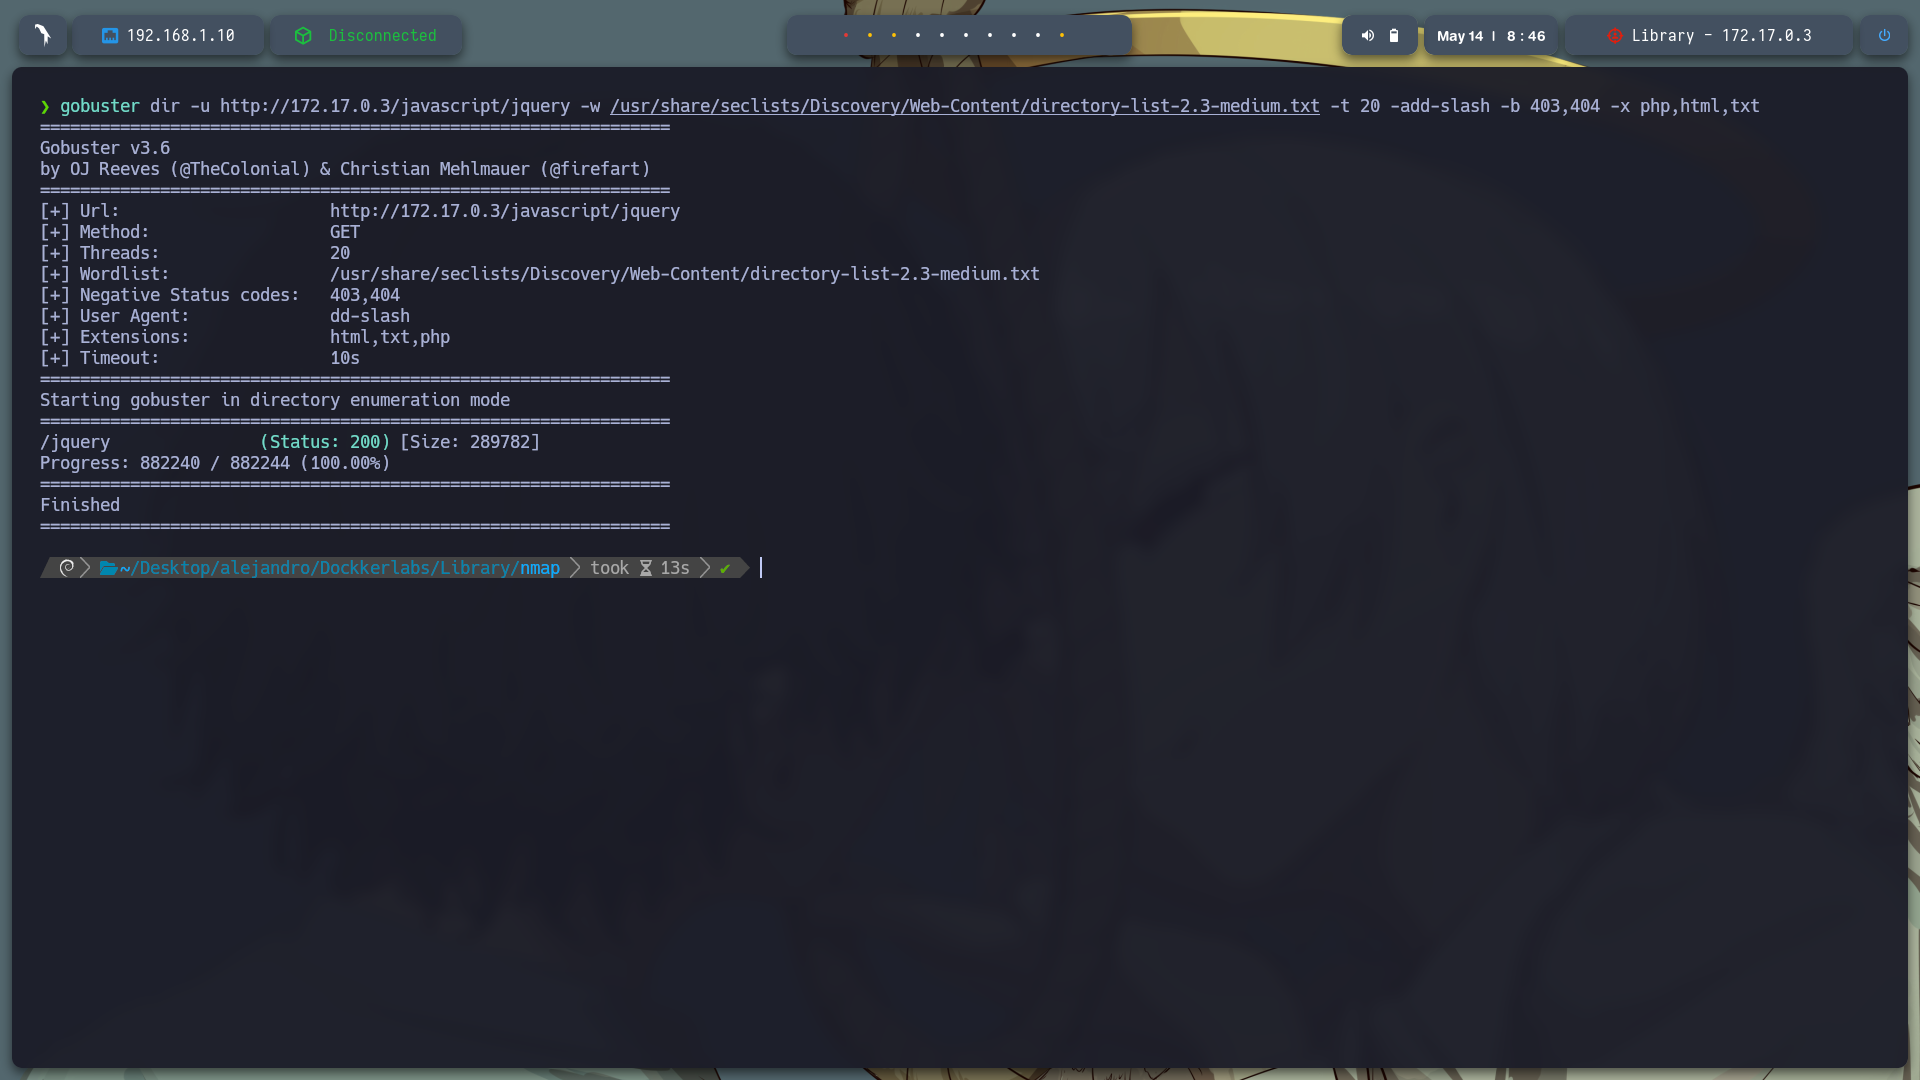 192.168.1.10
Disconnected
May 14 | 8 : 46
Library - 172.17.0.3
❯ gobuster dir -u http://172.17.0.3/javascript/jquery -w /usr/share/seclists/Discovery/Web-Content/directory-list-2.3-medium.txt -t 20 -add-slash -b 403,404 -x php,html,txt
===============================================================
Gobuster v3.6
by OJ Reeves (@TheColonial) & Christian Mehlmauer (@firefart)
===============================================================
[+] Url:                     http://172.17.0.3/javascript/jquery
[+] Method:                  GET
[+] Threads:                 20
[+] Wordlist:                /usr/share/seclists/Discovery/Web-Content/directory-list-2.3-medium.txt
[+] Negative Status codes:   403,404
[+] User Agent:              dd-slash
[+] Extensions:              html,txt,php
[+] Timeout:                 10s
===============================================================
Starting gobuster in directory enumeration mode
===============================================================
/jquery               (Status: 200) [Size: 289782]
Progress: 882240 / 882244 (100.00%)
===============================================================
Finished
===============================================================
~/Desktop/alejandro/Dockkerlabs/Library/nmap took 13s ✔